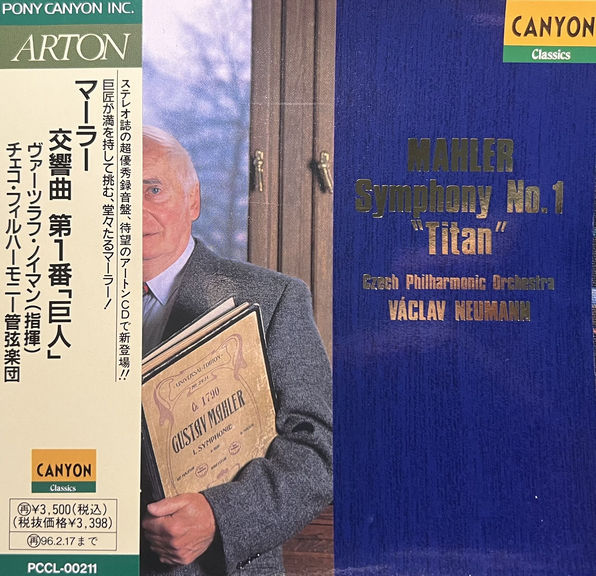 PONY CANYON INC.
ARTON
ステレオ誌の超優秀録音盤、待望のアートンCDで新登場!!
巨匠が満を持して挑む、堂々たるマーラー!
マーラー
交響曲 第1番「巨人」
ヴァーツラフ・ノイマン(指揮)
チェコ・フィルハーモニー管弦楽団
CANYON
Classics
再¥3,500(税込)
(税抜価格¥3,398)
再96.2.17まで
PCCL-00211
UNIVERSAL-EDITION
GUSTAV MAHLER
I. SYMPHONIE
CANYON
Classics
MAHLER
Symphony No.1
"Titan"
Czech Philharmonic Orchestra
VÁCLAV NEUMANN